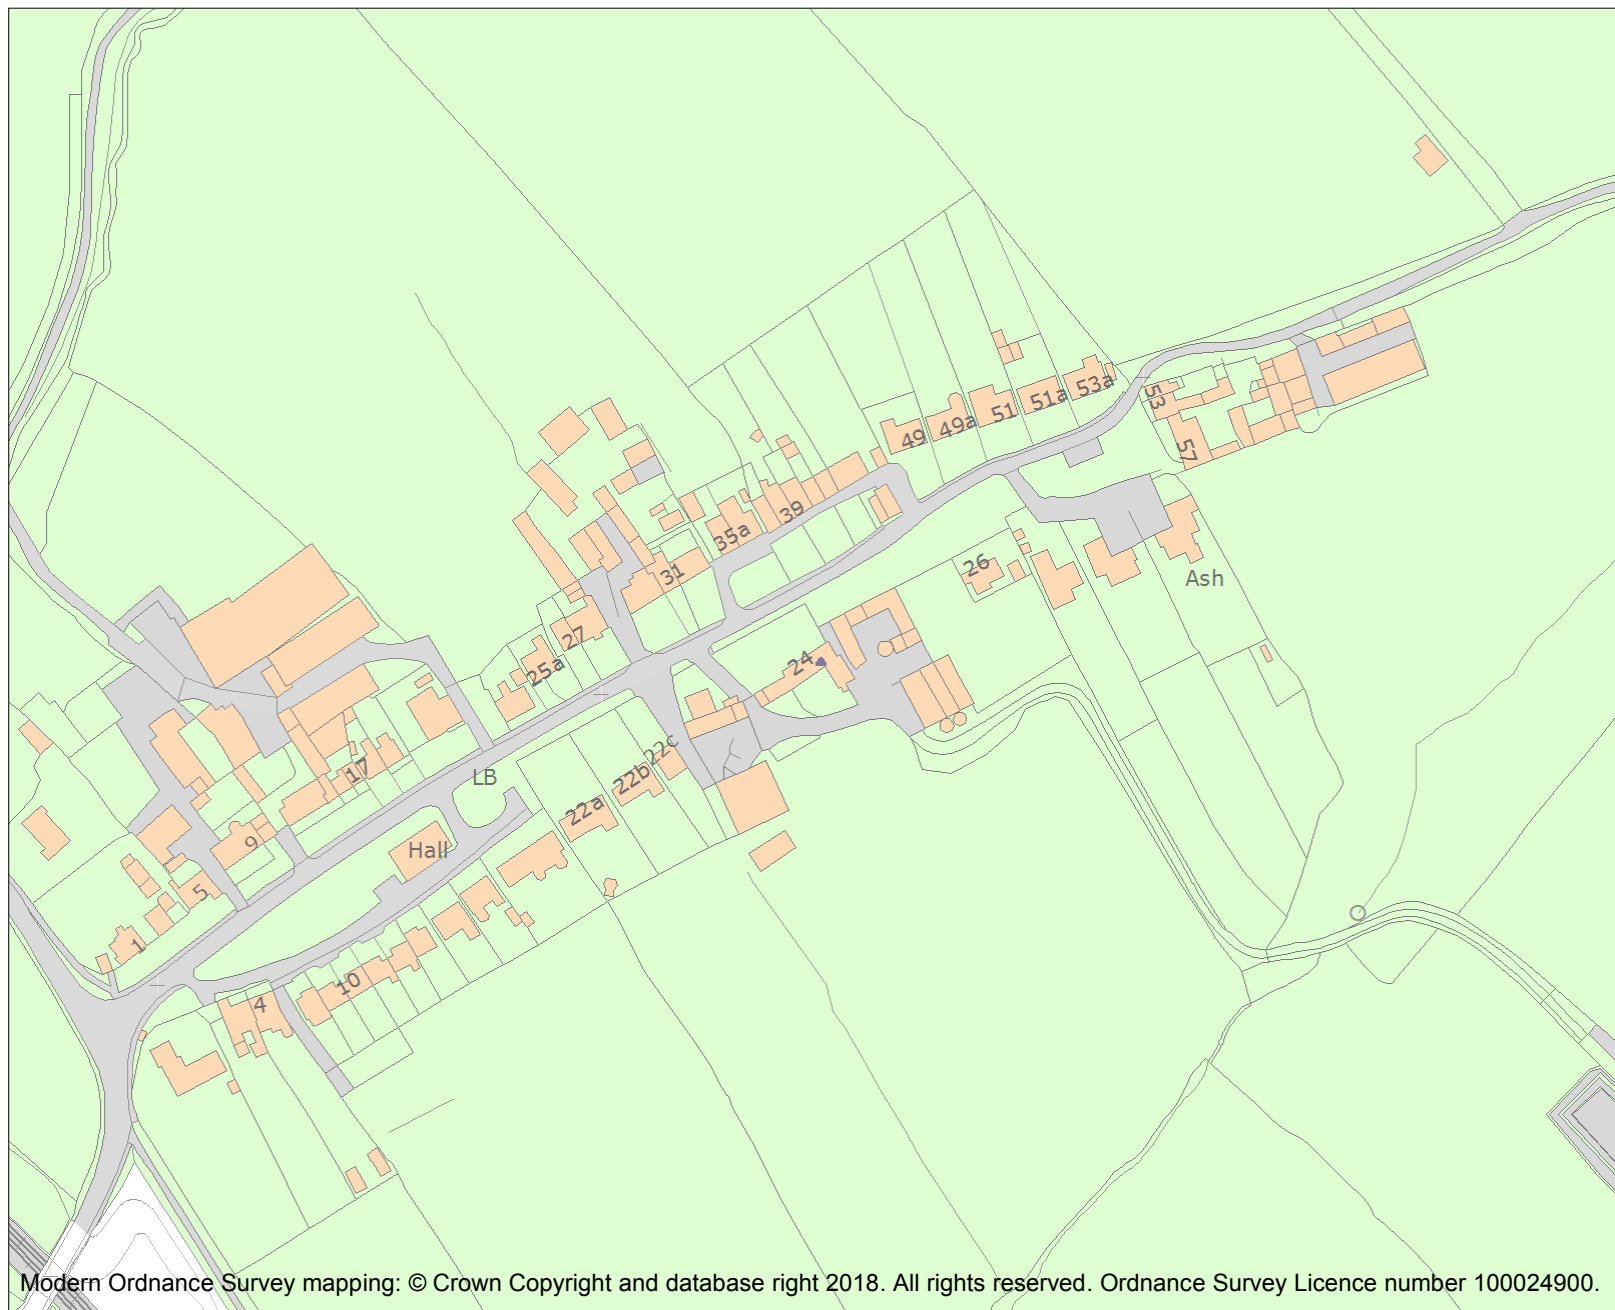 53a
51a
53
51
49a
49
57
39
35a
26
31
Ash
27
24
25a
22c
17
LB
22b
22a
9
Hall
5
1
10
4
Modern Ordnance Survey mapping: © Crown Copyright and database right 2018. All rights reserved. Ordnance Survey Licence number 100024900.